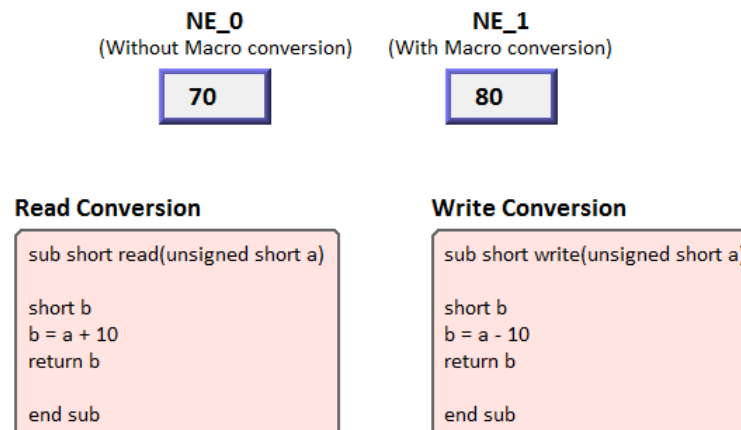 NE_0
(Without Macro conversion)
70
NE_1
(With Macro conversion)
80
Read Conversion
sub short read(unsigned short a)
short b
b = a + 10
return b
end sub
Write Conversion
sub short write(unsigned short a)
short b
b = a - 10
return b
end sub